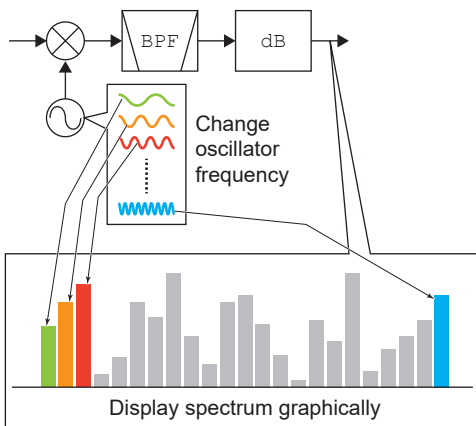 BPF
dB
Change
oscillator
frequency
Display spectrum graphically